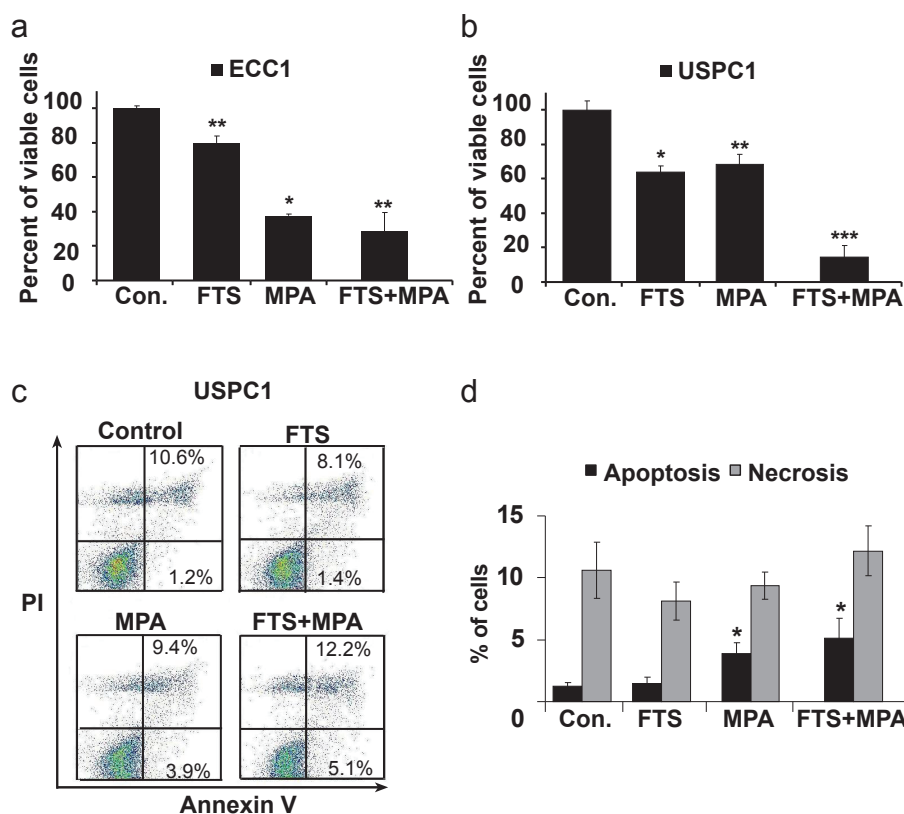 a
ECC1
Percent of viable cells
100
80
60
40
20
0
**
*
**
Con. FTS MPA FTS+MPA
b
USPC1
Percent of viable cells
100
80
60
40
20
0
*
**
***
Con. FTS MPA FTS+MPA
c
USPC1
Control FTS
10.6% 8.1%
1.2% 1.4%
PI
MPA FTS+MPA
9.4% 12.2%
3.9% 5.1%
Annexin V
d
Apoptosis Necrosis
% of cells
15
10
5
0
*
*
Con. FTS MPA FTS+MPA